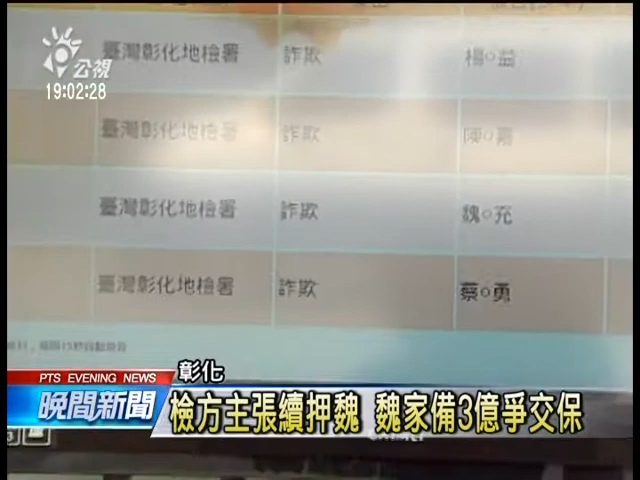 公視
19:02:28
臺灣彰化地檢署 詐欺 楊○益
臺灣彰化地檢署 詐欺 陳○嘉
臺灣彰化地檢署 詐欺 魏○充
臺灣彰化地檢署 詐欺 蔡○勇
PTS EVENING NEWS
晚間新聞
彰化
檢方主張續押魏 魏家備3億爭交保